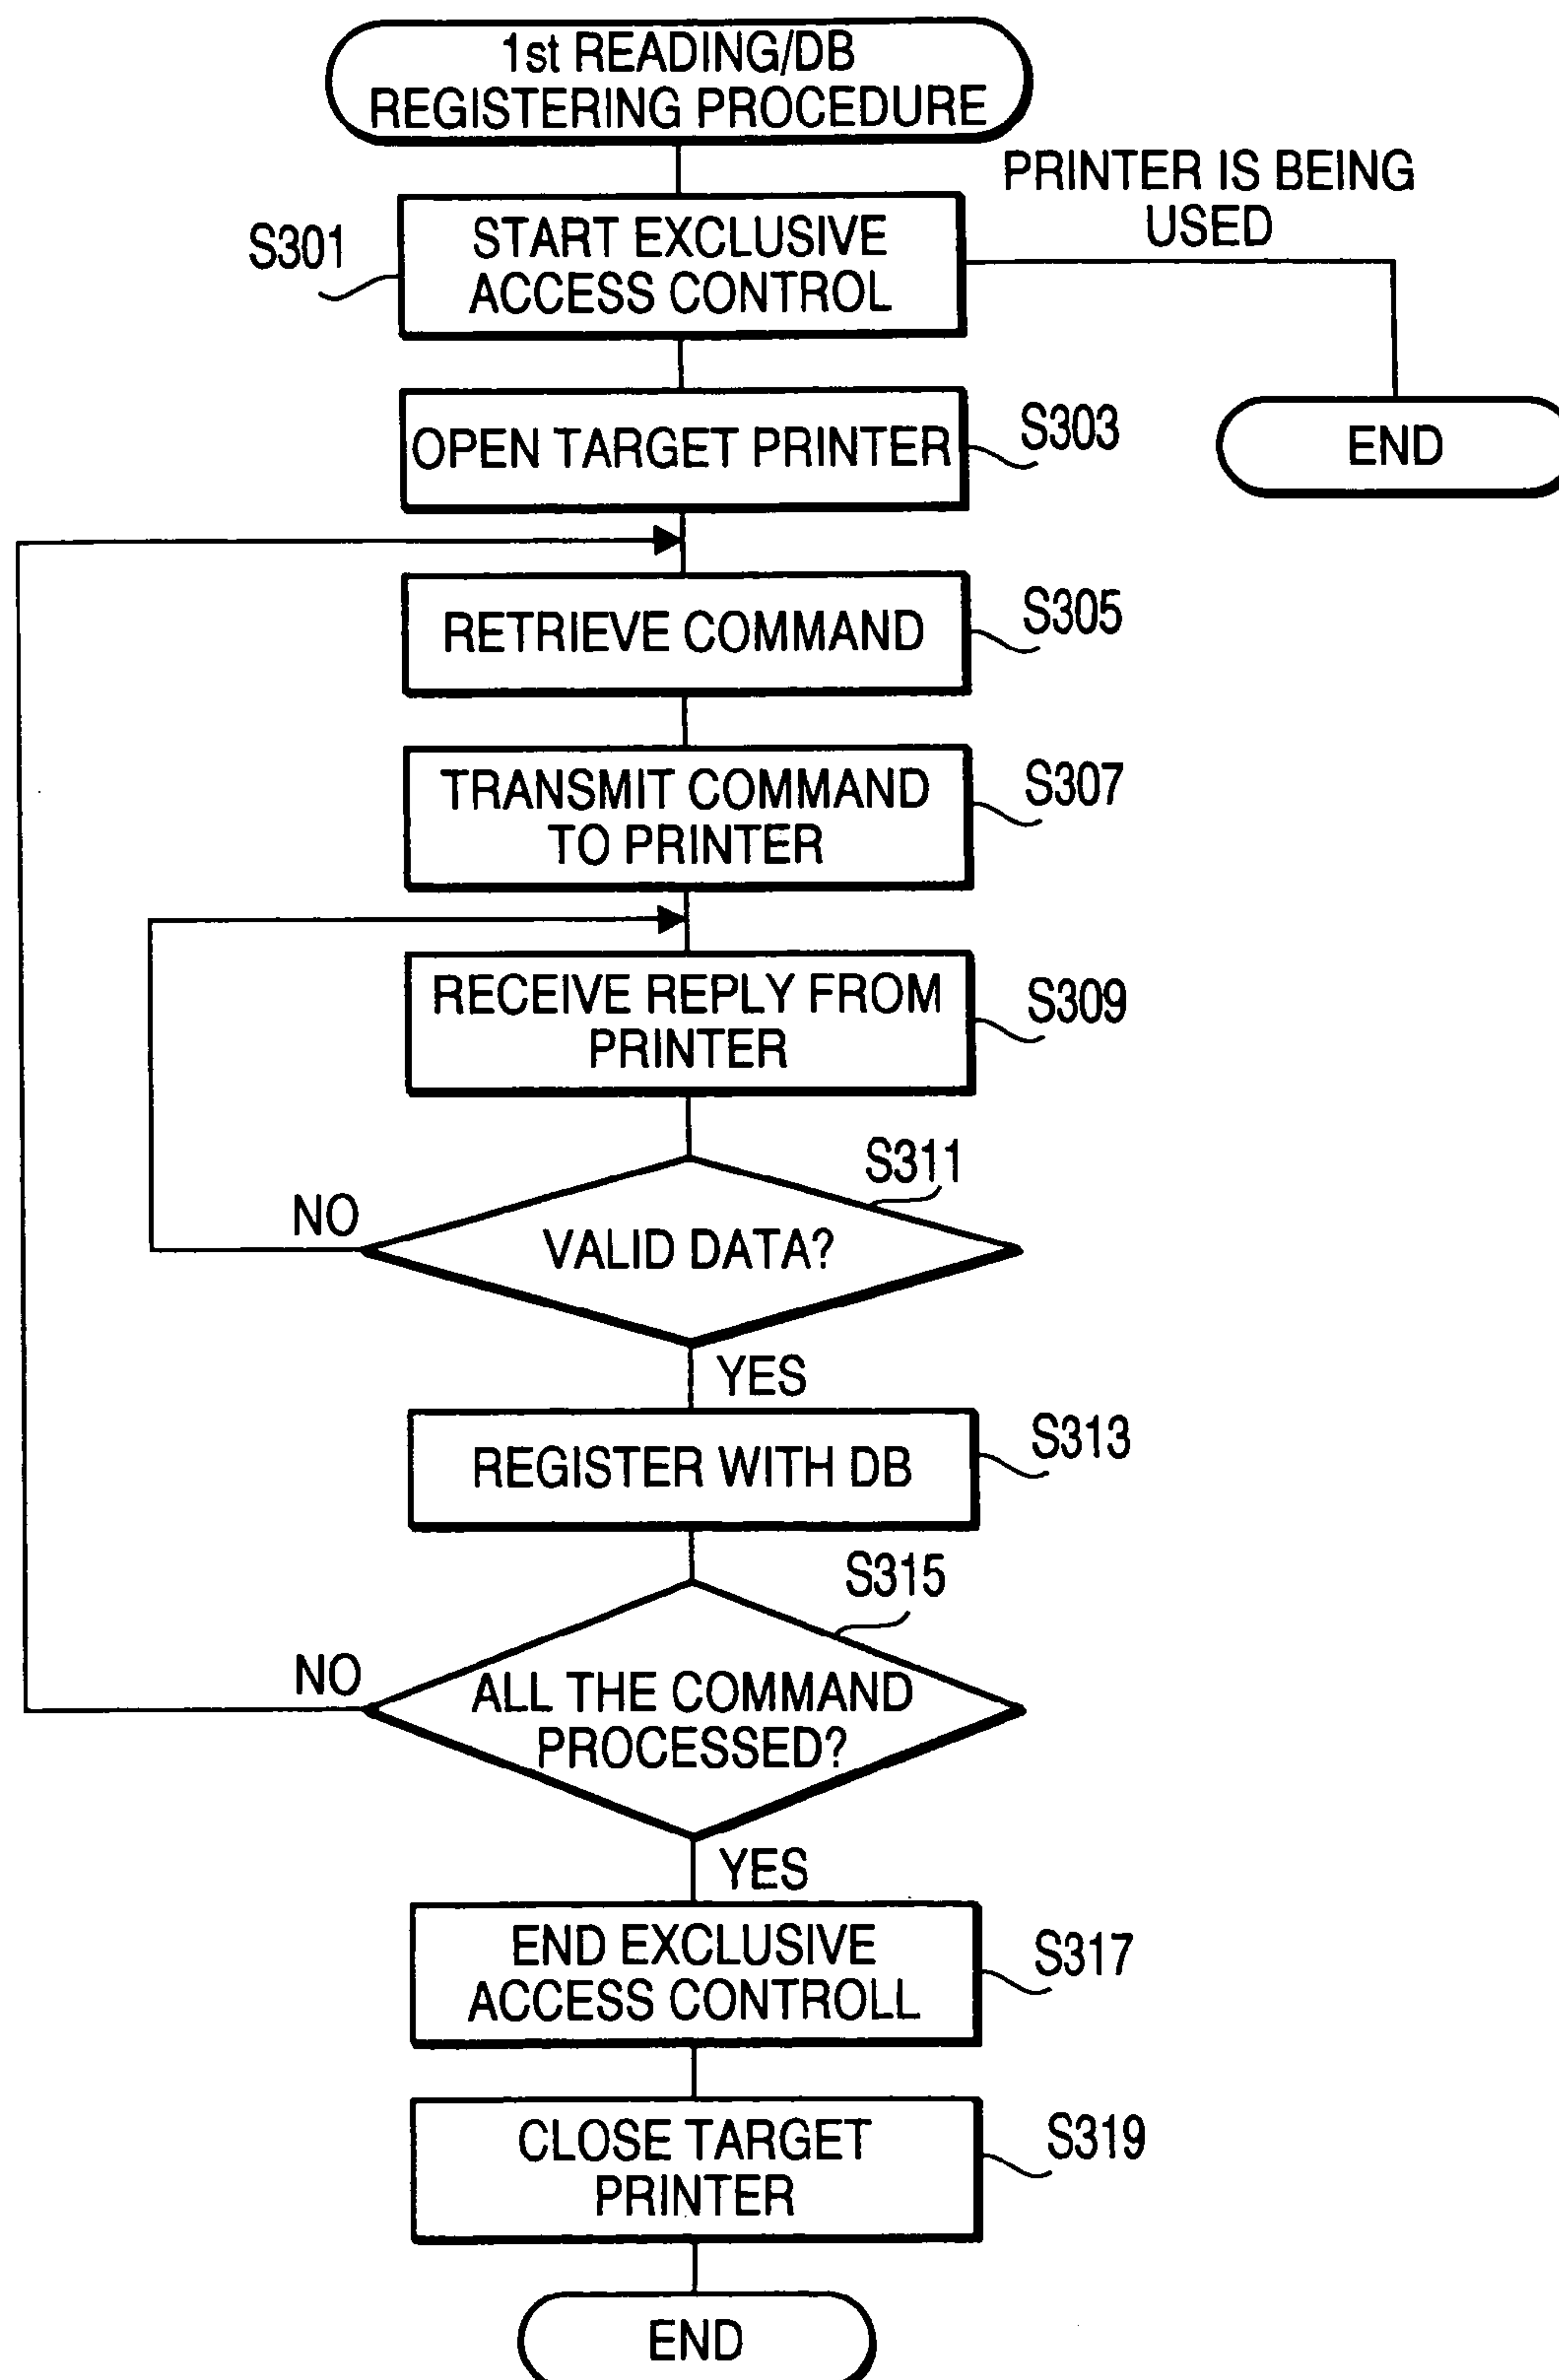 1st READING/DB
REGISTERING PROCEDURE
PRINTER IS BEING
USED
S301
START EXCLUSIVE
ACCESS CONTROL
OPEN TARGET PRINTER
S303
END
RETRIEVE COMMAND
S305
TRANSMIT COMMAND
TO PRINTER
S307
RECEIVE REPLY FROM
PRINTER
S309
S311
NO
VALID DATA?
YES
REGISTER WITH DB
S313
S315
NO
ALL THE COMMAND
PROCESSED?
YES
END EXCLUSIVE
ACCESS CONTROLL
S317
CLOSE TARGET
PRINTER
S319
END